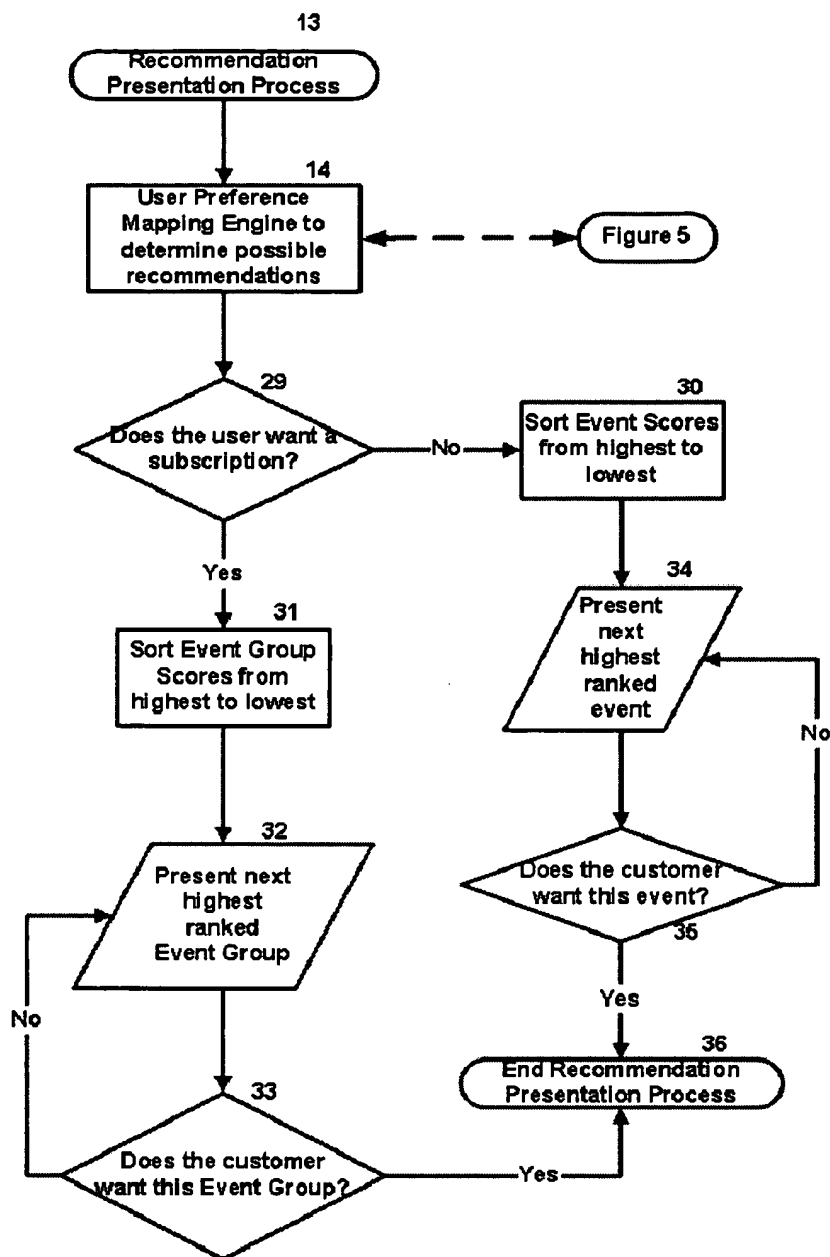 13
Recommendation
Presentation Process
14
User Preference
Mapping Engine to
determine possible
recommendations
Figure 5
29
Does the user want a
subscription?
No
30
Sort Event Scores
from highest to
lowest
Yes
31
Sort Event Group
Scores from
highest to lowest
34
Present
next
highest
ranked
event
No
32
Present next
highest
ranked
Event Group
Does the customer
want this event?
35
No
Yes
33
Does the customer
want this Event Group?
Yes
36
End Recommendation
Presentation Process